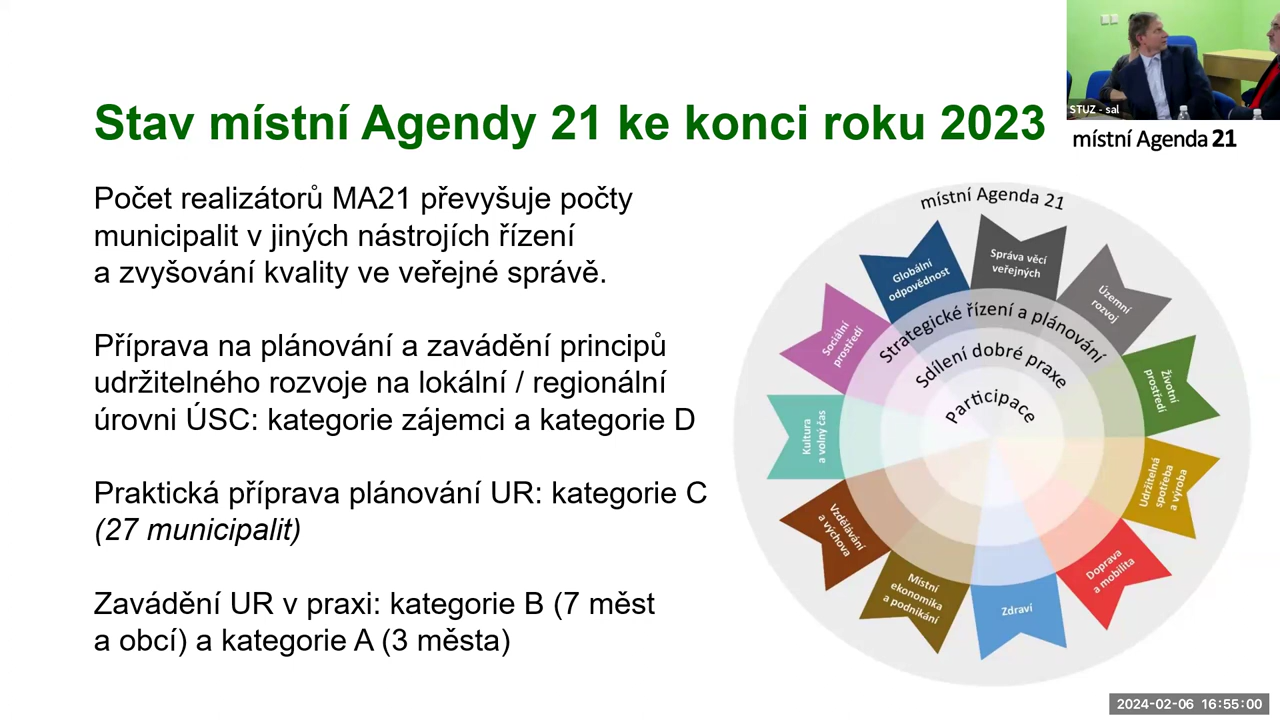 STUZ - sal
místní Agenda 21
Stav místní Agendy 21 ke konci roku 2023
Počet realizátorů MA21 převyšuje počty
municipalit v jiných nástrojích řízení
a zvyšování kvality ve veřejné správě.
Příprava na plánování a zavádění principů
udržitelného rozvoje na lokální / regionální
úrovni ÚSC: kategorie zájemci a kategorie D
Praktická příprava plánování UR: kategorie C
(27 municipalit)
Zavádění UR v praxi: kategorie B (7 měst
a obcí) a kategorie A (3 města)
místní Agenda 21
Správa věcí
veřejných
Územní
rozvoj
Životní
prostředí
Udržitelná
spotřeba
a výroba
Doprava
a mobilita
Zdraví
Místní
ekonomika
a podnikání
Vzdělávání
a výchova
Kultura
a volný čas
Sociální
prostředí
Globální
odpovědnost
Strategické řízení a plánování
Sdílení dobré praxe
Participace
2024-02-06 16:55:00